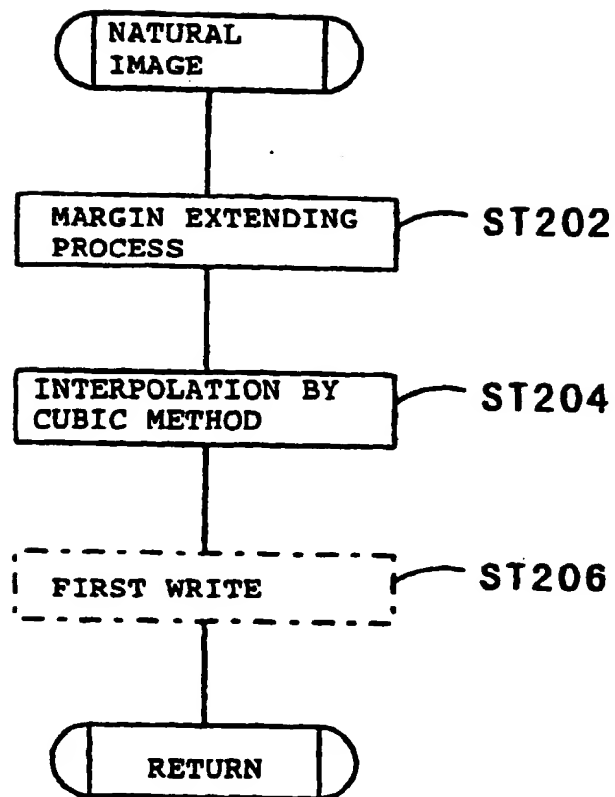 NATURAL
IMAGE
MARGIN EXTENDING
PROCESS
ST202
INTERPOLATION BY
CUBIC METHOD
ST204
FIRST WRITE
ST206
RETURN